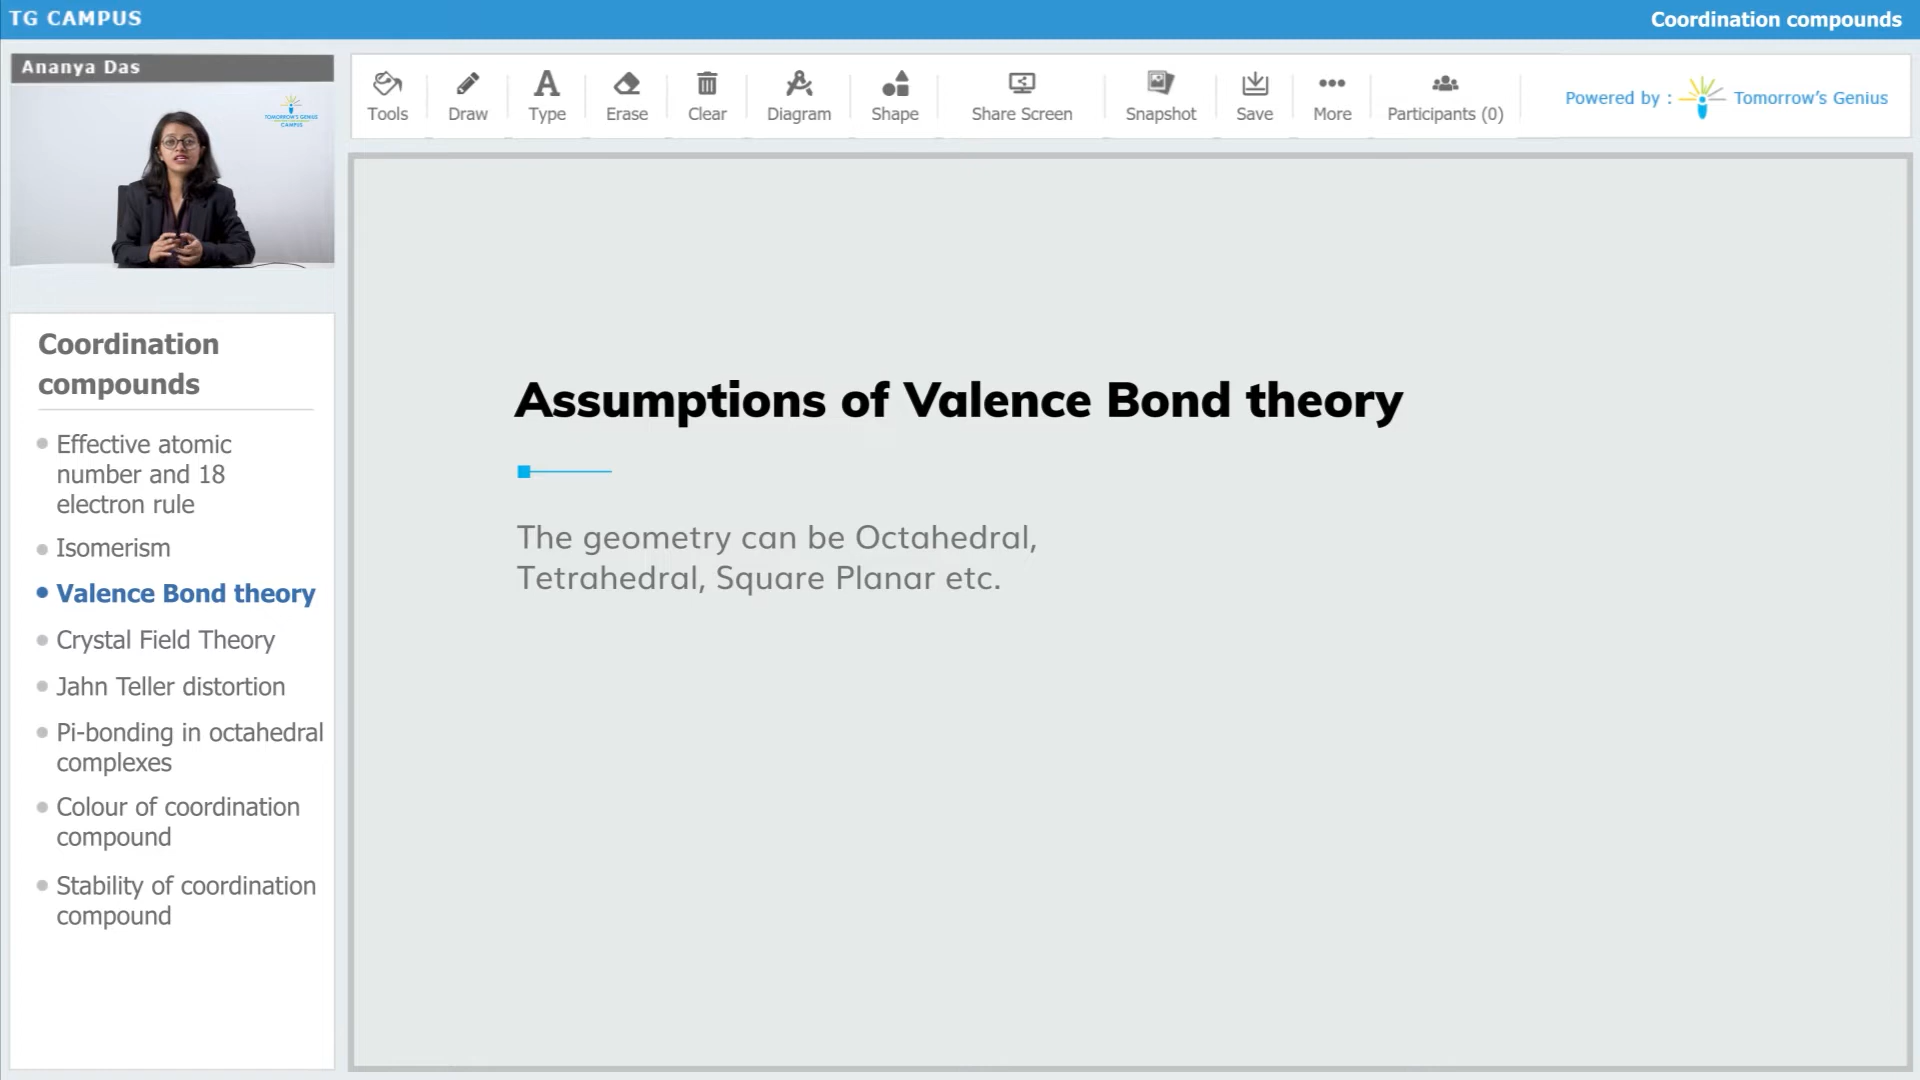 TG CAMPUS
Coordination compounds
Ananya Das
TOMORROW'S GENIUS
CAMPUS
Tools
Draw
Type
Erase
Clear
Diagram
Shape
Share Screen
Snapshot
Save
More
Participants (0)
Powered by :
Tomorrow's Genius
Coordination
compounds
Effective atomic
number and 18
electron rule
Isomerism
Valence Bond theory
Crystal Field Theory
Jahn Teller distortion
Pi-bonding in octahedral
complexes
Colour of coordination
compound
Stability of coordination
compound
Assumptions of Valence Bond theory
The geometry can be Octahedral,
Tetrahedral, Square Planar etc.